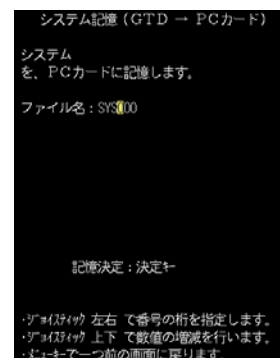 システム記憶(GTD → PCカード)
システム
を、PCカードに記憶します。
ファイル名:SYS000
記憶決定:決定キー
・ジョイスティック 左右 で番号の桁を指定します。
・ジョイスティック 上下 で数値の増減を行います。
・メニューキーで一つ前の画面に戻ります。